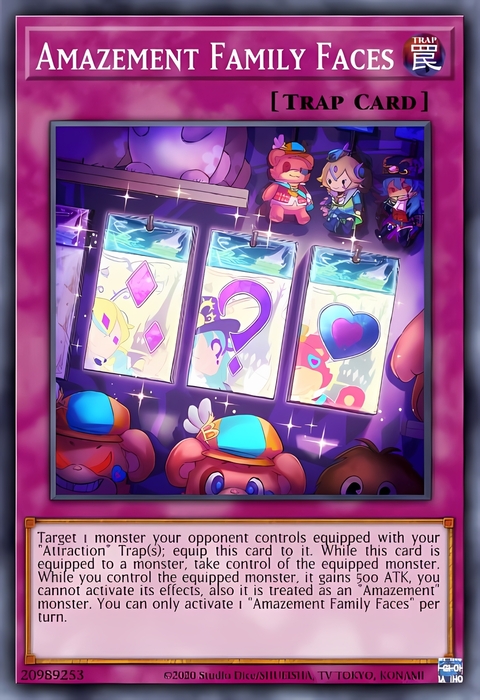 AMAZEMENT FAMILY FACES
TRAP
罠
[TRAP CARD]
B
Target 1 monster your opponent controls equipped with your
"Attraction" Trap(s); equip this card to it. While this card is
equipped to a monster, take control of the equipped monster.
While you control the equipped monster, it gains 500 ATK, you
cannot activate its effects, also it is treated as an "Amazement"
monster. You can only activate 1 "Amazement Family Faces" per
turn.
20989253
©2020 Studio Dice/SHUEISHA, TV TOKYO, KONAMI